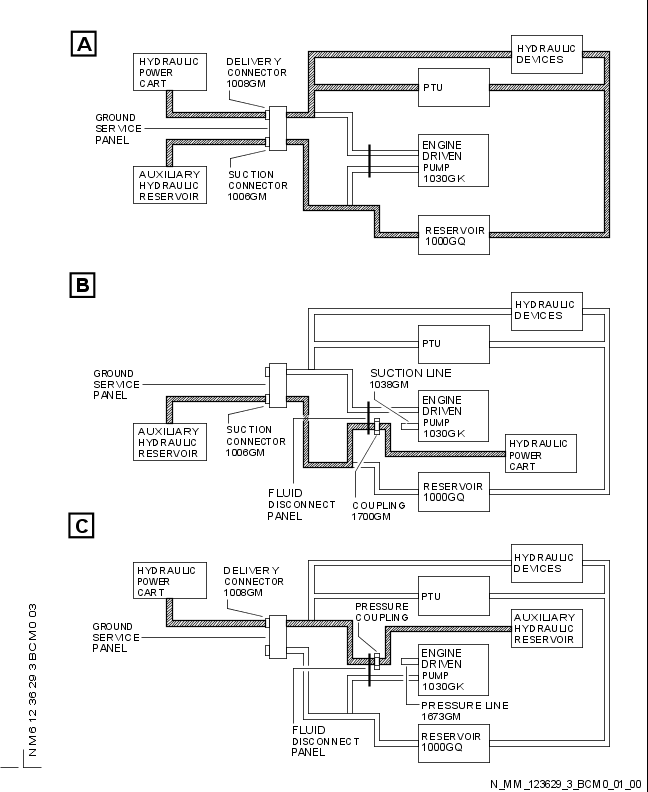 A
HYDRAULIC
POWER
CART
DELIVERY
CONNECTOR
1008GM
HYDRAULIC
DEVICES
PTU
GROUND
SERVICE
PANEL
ENGINE
DRIVEN
PUMP
1030GK
AUXILIARY
HYDRAULIC
RESERVOIR
SUCTION
CONNECTOR
1006GM
RESERVOIR
1000GQ
B
HYDRAULIC
DEVICES
PTU
GROUND
SERVICE
PANEL
SUCTION LINE
1038GM
ENGINE
DRIVEN
PUMP
1030GK
AUXILIARY
HYDRAULIC
RESERVOIR
SUCTION
CONNECTOR
1006GM
HYDRAULIC
POWER
CART
FLUID
DISCONNECT
PANEL
COUPLING
1700GM
RESERVOIR
1000GQ
C
HYDRAULIC
POWER
CART
DELIVERY
CONNECTOR
1008GM
HYDRAULIC
DEVICES
PTU
PRESSURE
COUPLING
AUXILIARY
HYDRAULIC
RESERVOIR
GROUND
SERVICE
PANEL
ENGINE
DRIVEN
PUMP
1030GK
PRESSURE LINE
1673GM
FLUID
DISCONNECT
PANEL
RESERVOIR
1000GQ
NM6 12 36 29 3 BCM0 03
N_MM_123629_3_BCM0_01_00